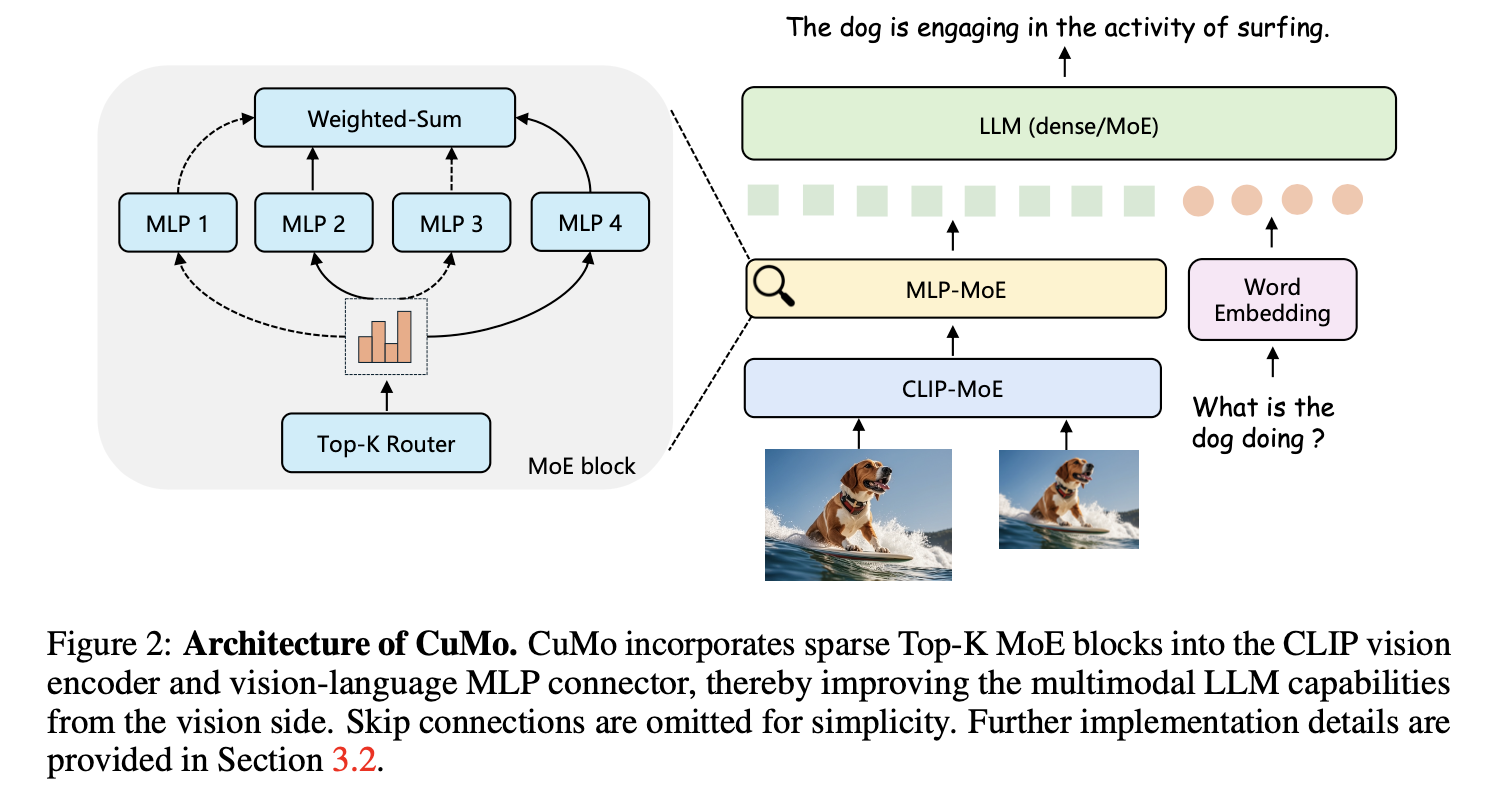 The dog is engaging in the activity of surfing.
Weighted-Sum
LLM (dense/MoE)
MLP 1
MLP 2
MLP 3
MLP 4
MLP-MoE
Word
Embedding
CLIP-MoE
What is the
dog doing ?
Top-K Router
MoE block
Figure 2: Architecture of CuMo. CuMo incorporates sparse Top-K MoE blocks into the CLIP vision
encoder and vision-language MLP connector, thereby improving the multimodal LLM capabilities
from the vision side. Skip connections are omitted for simplicity. Further implementation details are
provided in Section 3.2.